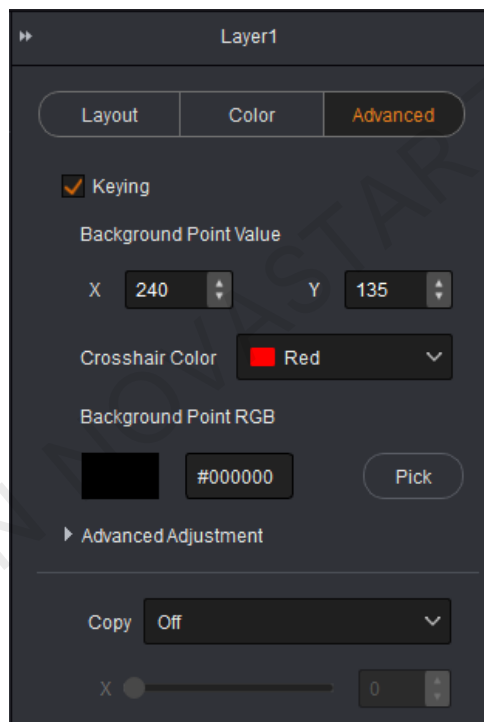 Layer1
Layout Color Advanced
Keying
Background Point Value
X 240 Y 135
Crosshair Color Red
Background Point RGB
#000000 Pick
Advanced Adjustment
Copy Off
X 0